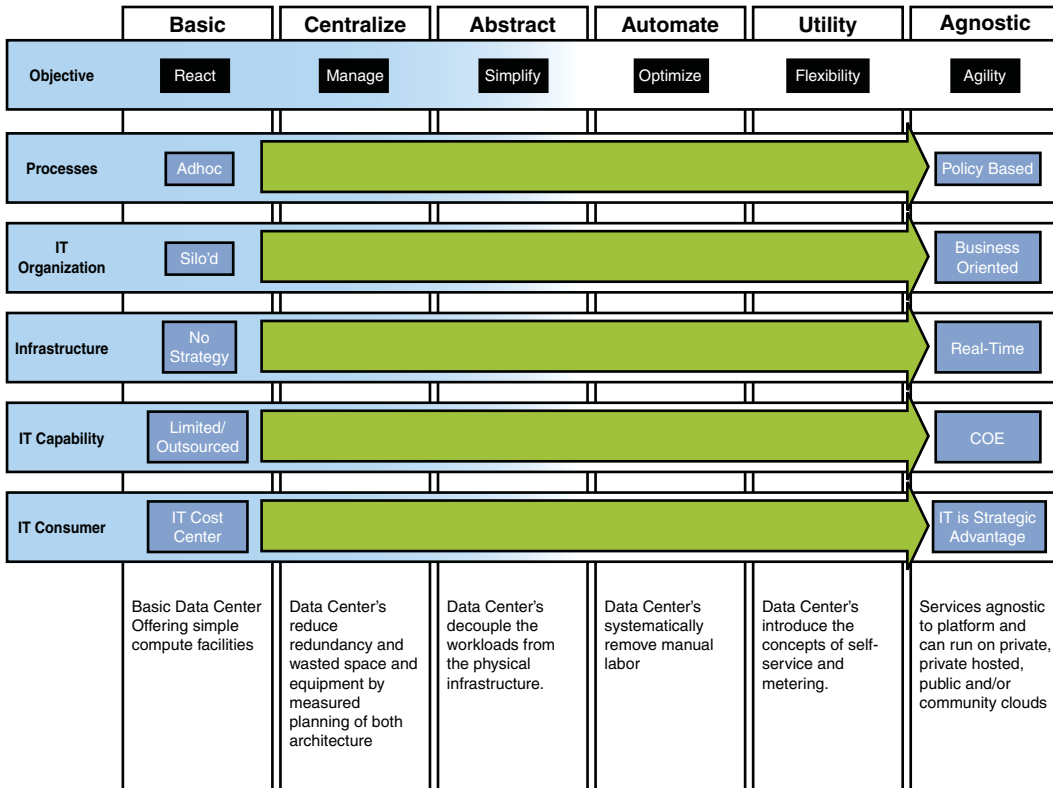 Basic
Centralize
Abstract
Automate
Utility
Agnostic
Objective
React
Manage
Simplify
Optimize
Flexibility
Agility
Processes
Adhoc
Policy Based
IT
Organization
Silo’d
Business
Oriented
Infrastructure
No
Strategy
Real-Time
IT Capability
Limited/
Outsourced
COE
IT Consumer
IT Cost
Center
IT is Strategic
Advantage
Basic Data Center
Offering simple
compute facilities
Data Center’s
reduce
redundancy and
wasted space and
equipment by
measured
planning of both
architecture
Data Center’s
decouple the
workloads from
the physical
infrastructure.
Data Center’s
systematically
remove manual
labor
Data Center’s
introduce the
concepts of self-
service and
metering.
Services agnostic
to platform and
can run on private,
private hosted,
public and/or
community clouds